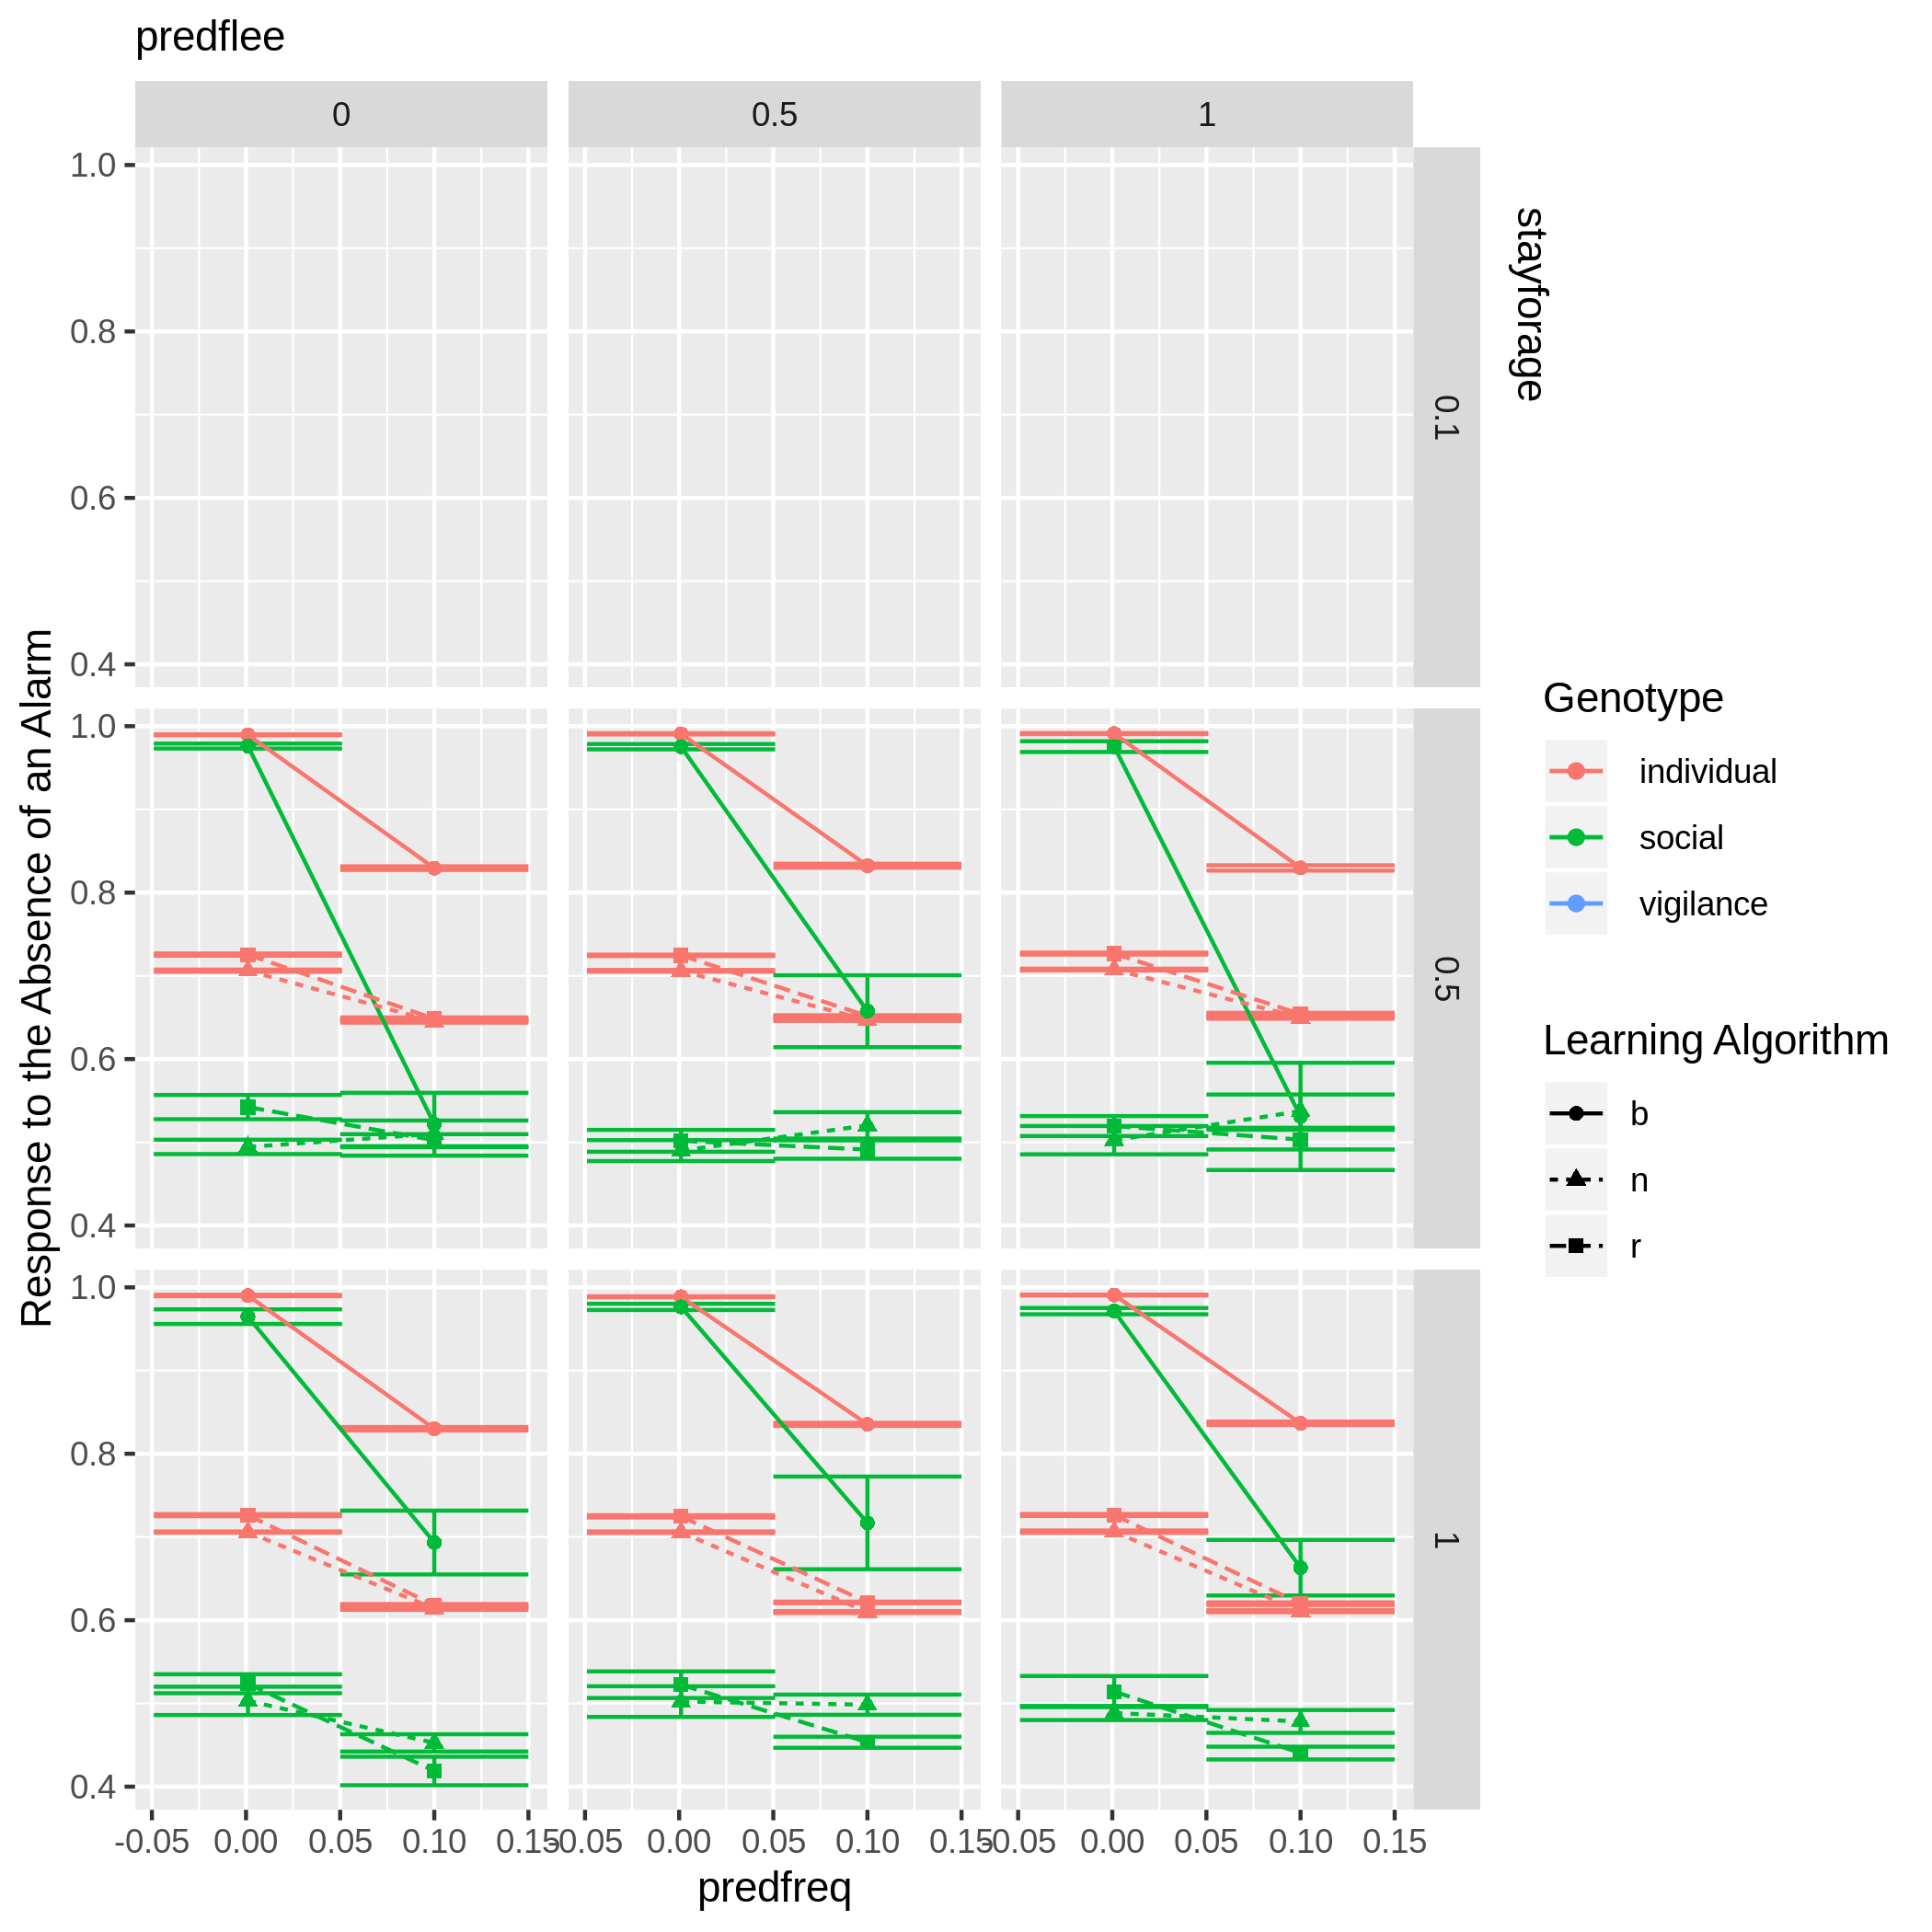 predflee
0 0.5 1
stayforage
0.1
0.5
1
Response to the Absence of an Alarm
1.0
0.8
0.6
0.4
1.0
0.8
0.6
0.4
1.0
0.8
0.6
0.4
-0.05 0.00 0.05 0.10 0.15
-0.05 0.00 0.05 0.10 0.15
-0.05 0.00 0.05 0.10 0.15
predfreq
Genotype
individual
social
vigilance
Learning Algorithm
b
n
r